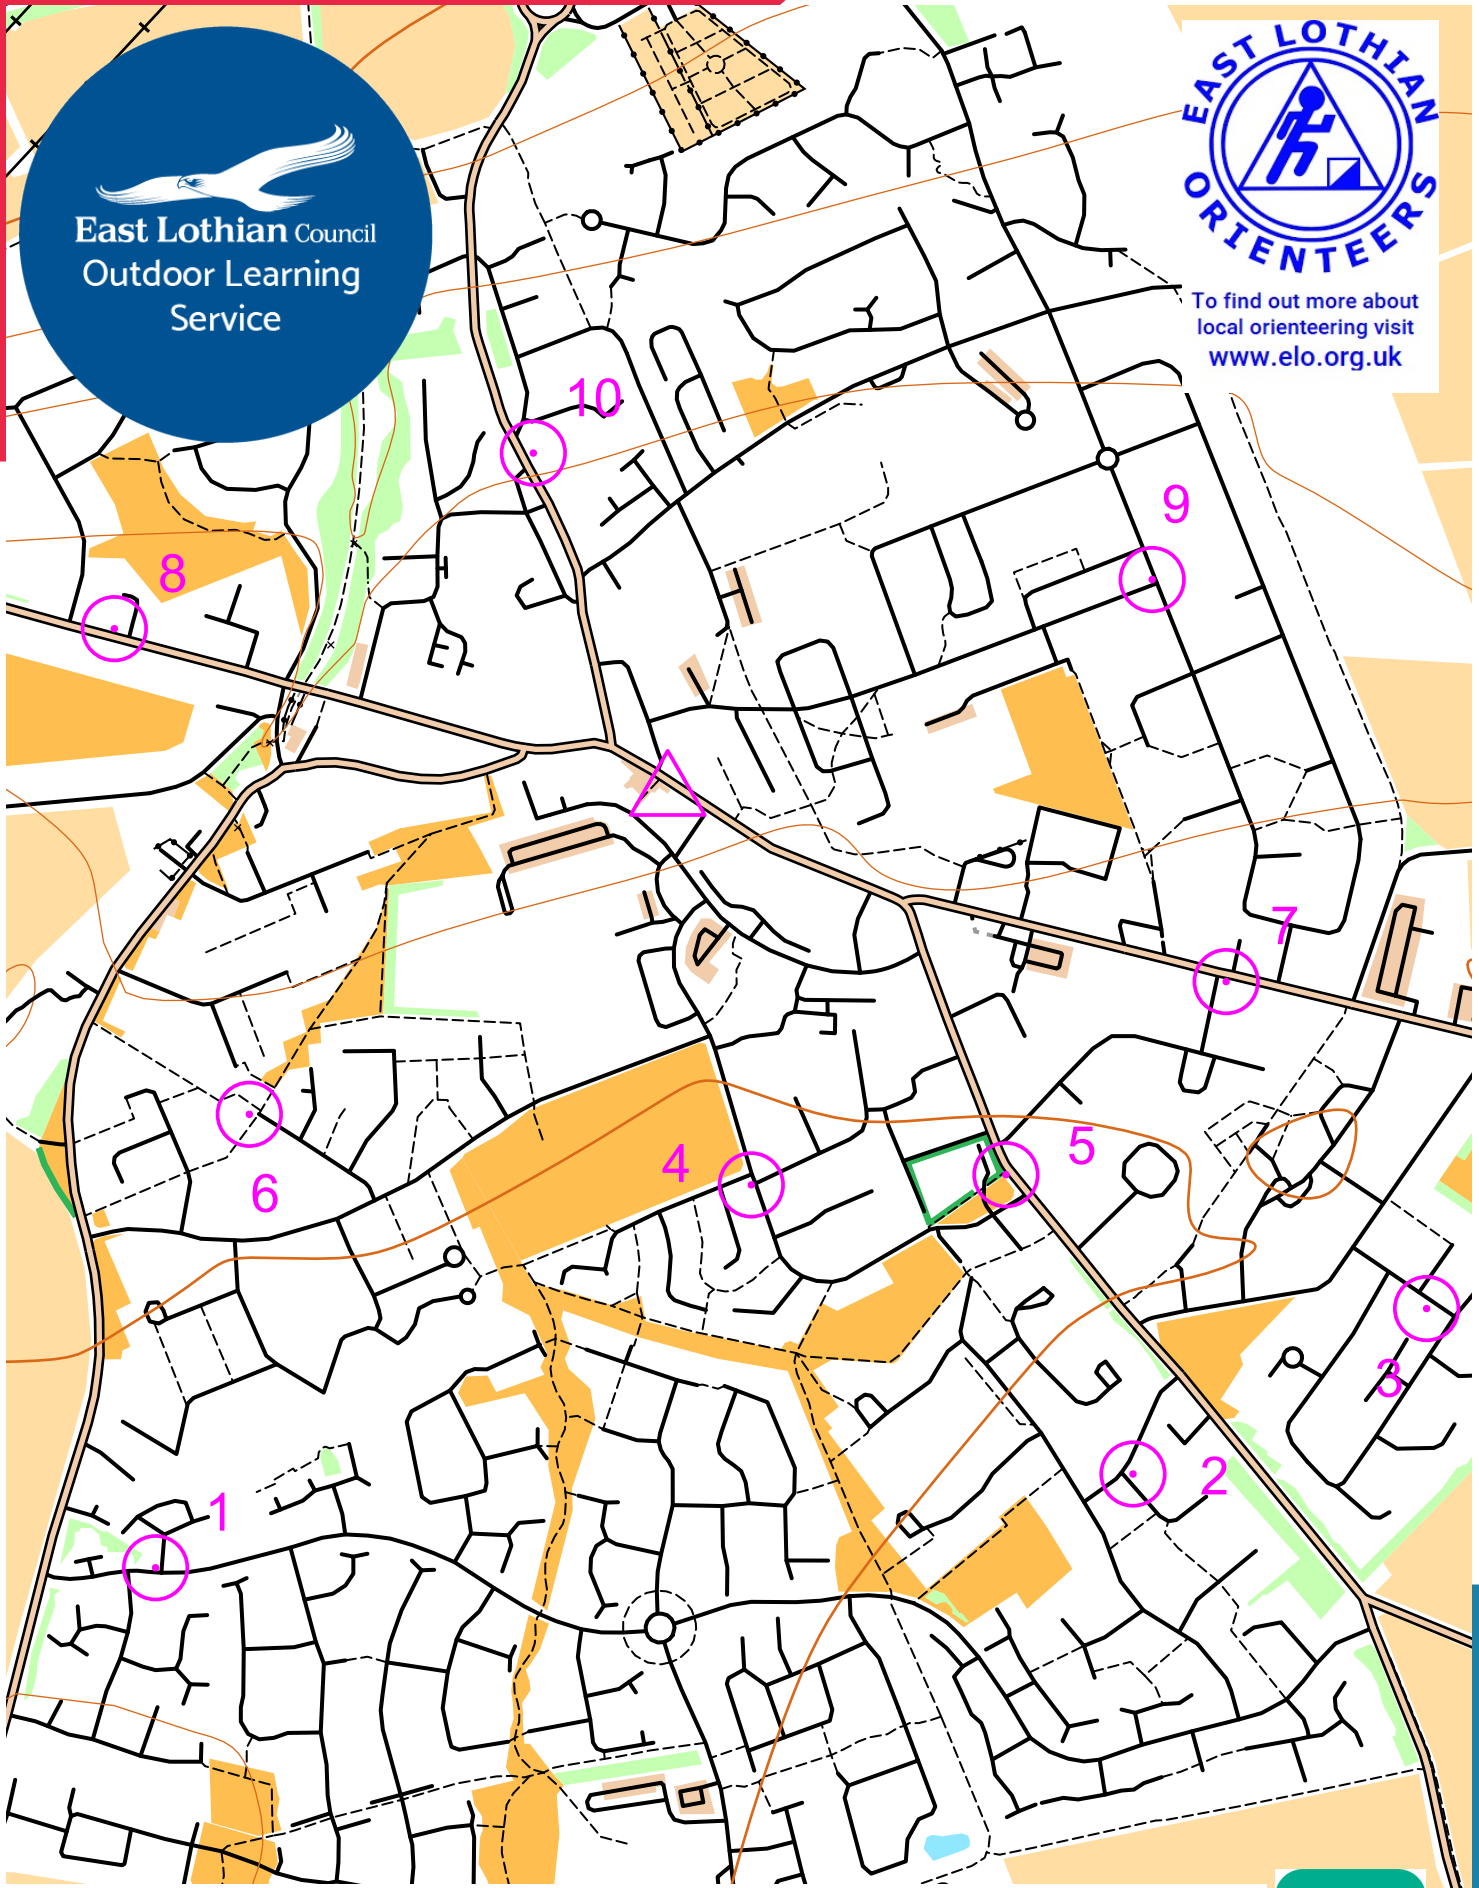 East Lothian Council
Outdoor Learning
Service
EAST LOTHIAN
ORIENTEERS
To find out more about
local orienteering visit
www.elo.org.uk
10
9
8
7
5
4
6
3
2
1